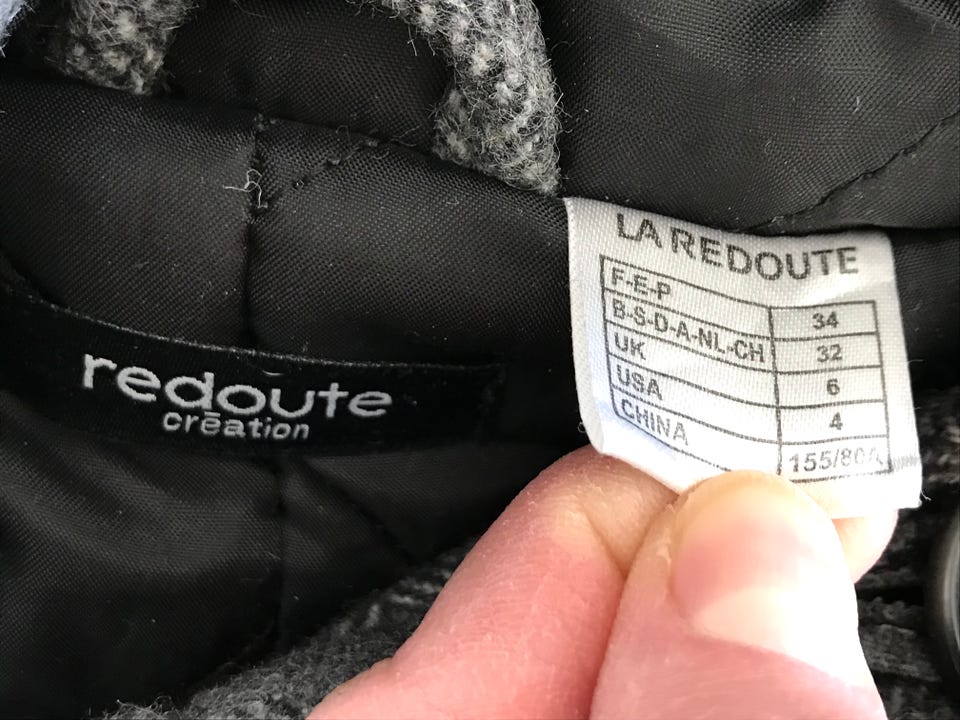 redoute
création
LA REDOUTE
F-E-P 34
B-S-D-A-NL-CH 32
UK 6
USA 4
CHINA 155/80A